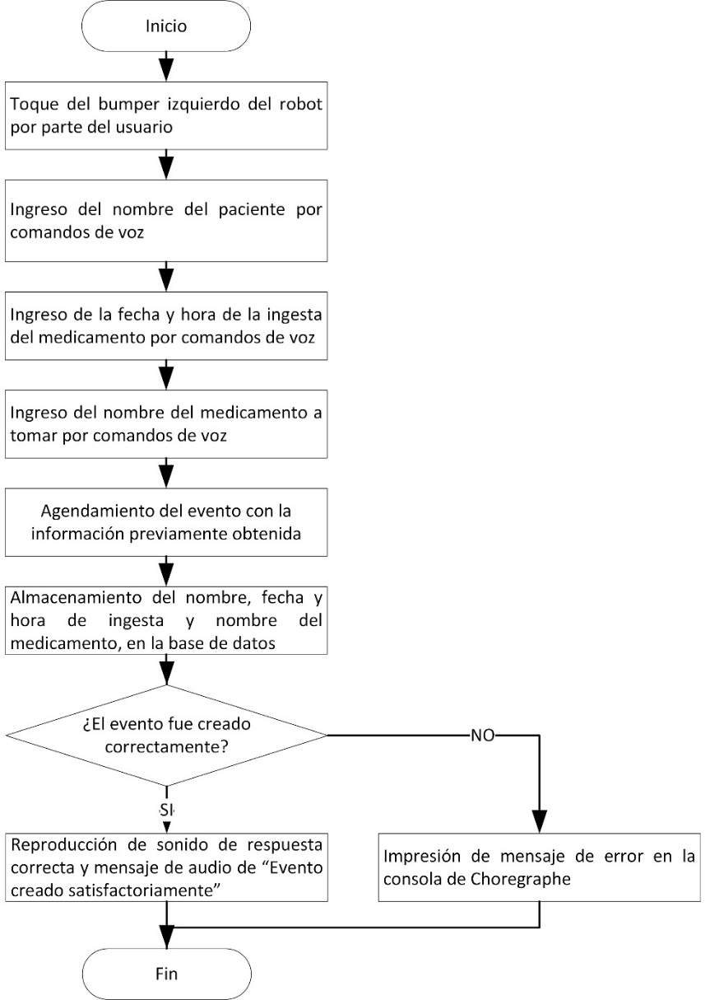 Inicio
Toque del bumper izquierdo del robot
por parte del usuario
Ingreso del nombre del paciente por
comandos de voz
Ingreso de la fecha y hora de la ingesta
del medicamento por comandos de voz
Ingreso del nombre del medicamento a
tomar por comandos de voz
Agendamiento del evento con la
información previamente obtenida
Almacenamiento del nombre, fecha y
hora de ingesta y nombre del
medicamento, en la base de datos
¿El evento fue creado
correctamente?
NO
SI
Reproducción de sonido de respuesta
correcta y mensaje de audio de “Evento
creado satisfactoriamente”
Impresión de mensaje de error en la
consola de Choregraphe
Fin